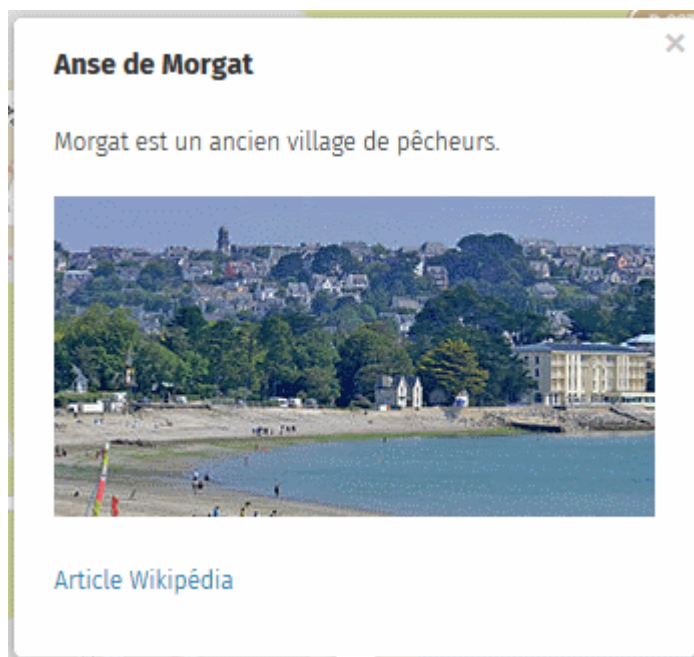 Anse de Morgat
×
Morgat est un ancien village de pêcheurs.
Article Wikipédia